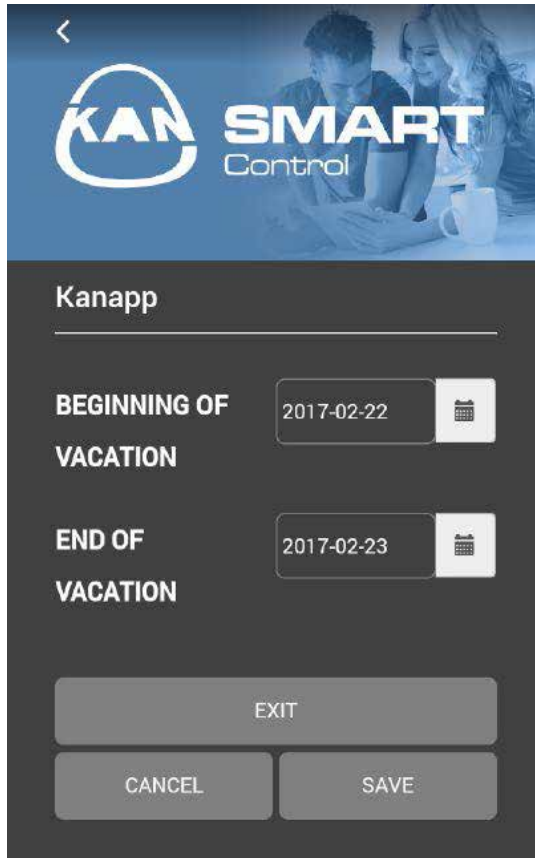 KAN SMART
Control
Kanapp
BEGINNING OF
VACATION
2017-02-22
END OF
VACATION
2017-02-23
EXIT
CANCEL SAVE